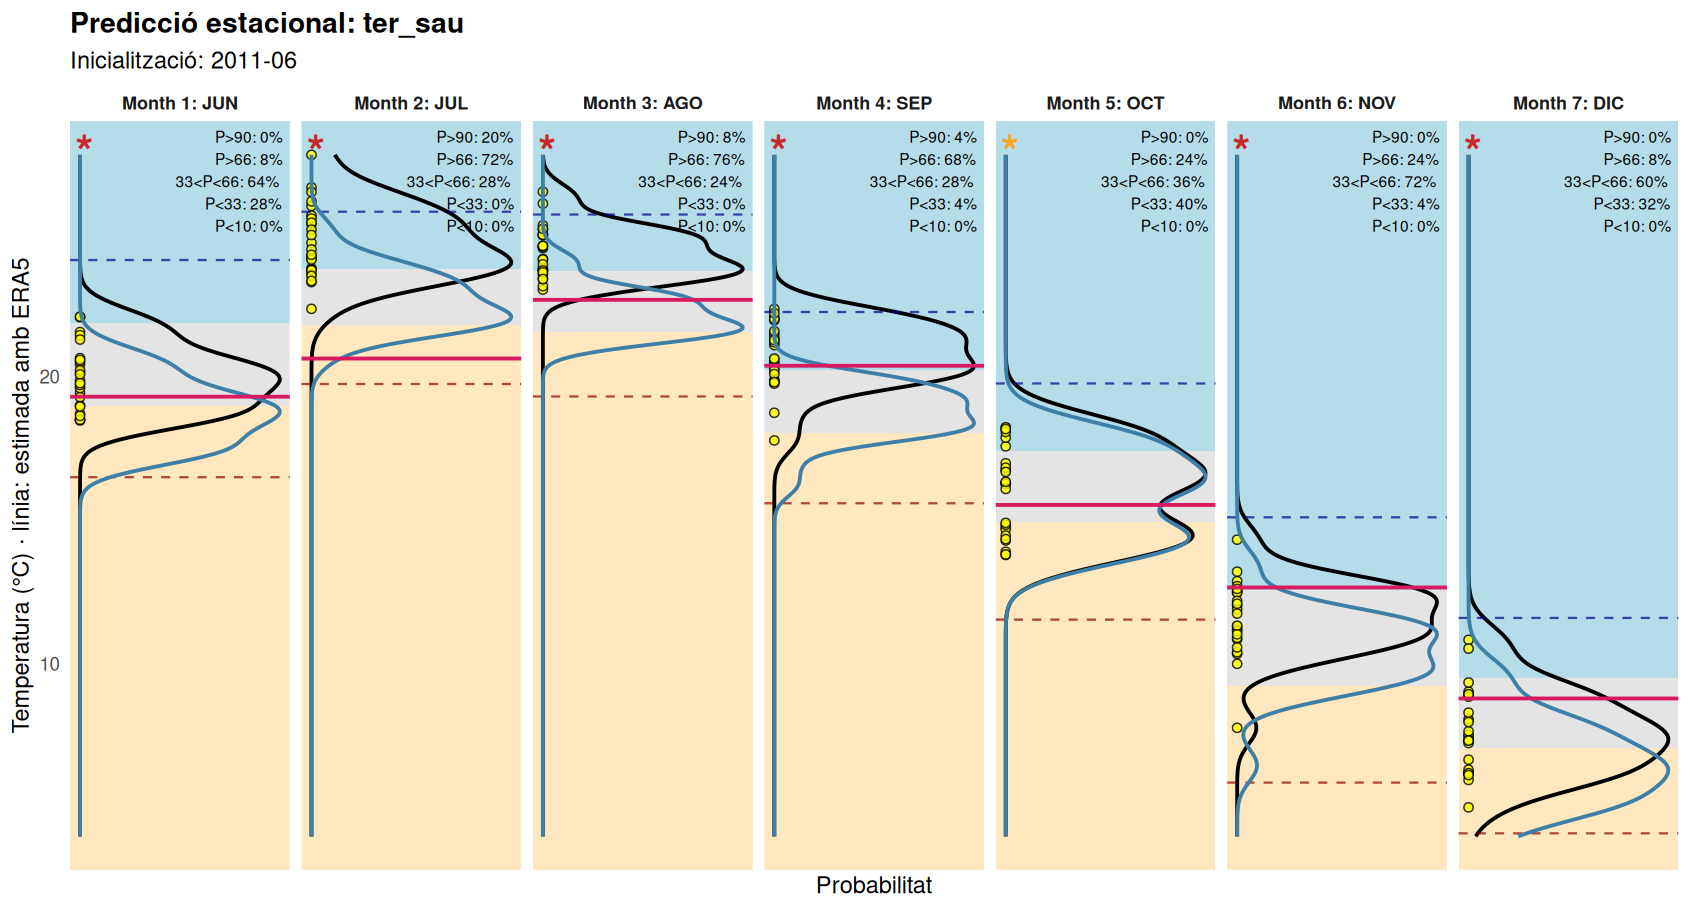 Predicció estacional: ter_sau
Inicialització: 2011-06
Month 1: JUN
Month 2: JUL
Month 3: AGO
Month 4: SEP
Month 5: OCT
Month 6: NOV
Month 7: DIC
*
P>90: 0%
P>66: 8%
33<P<66: 64%
P<33: 28%
P<10: 0%
*
P>90: 20%
P>66: 72%
33<P<66: 28%
P<33: 0%
P<10: 0%
*
P>90: 8%
P>66: 76%
33<P<66: 24%
P<33: 0%
P<10: 0%
*
P>90: 4%
P>66: 68%
33<P<66: 28%
P<33: 4%
P<10: 0%
*
P>90: 0%
P>66: 24%
33<P<66: 36%
P<33: 40%
P<10: 0%
*
P>90: 0%
P>66: 24%
33<P<66: 72%
P<33: 4%
P<10: 0%
*
P>90: 0%
P>66: 8%
33<P<66: 60%
P<33: 32%
P<10: 0%
Temperatura (°C) · línia: estimada amb ERA5
20
10
Probabilitat